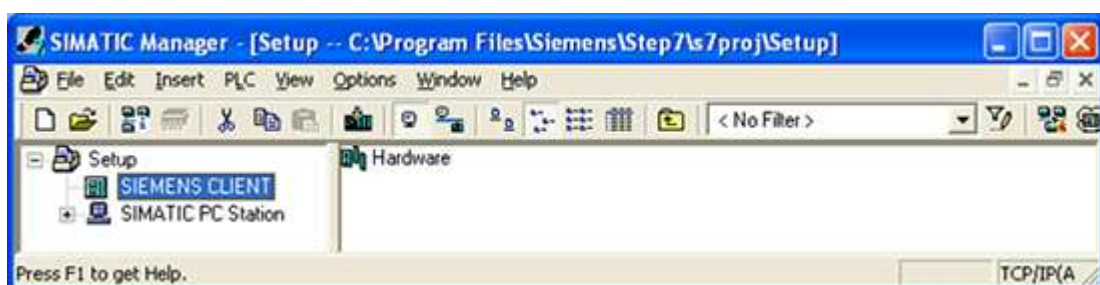 SIMATIC Manager - [Setup -- C:\Program Files\Siemens\Step7\s7proj\Setup]
File Edit Insert PLC View Options Window Help
< No Filter >
Setup
SIEMENS CLIENT
SIMATIC PC Station
Hardware
Press F1 to get Help.
TCP/IP(A